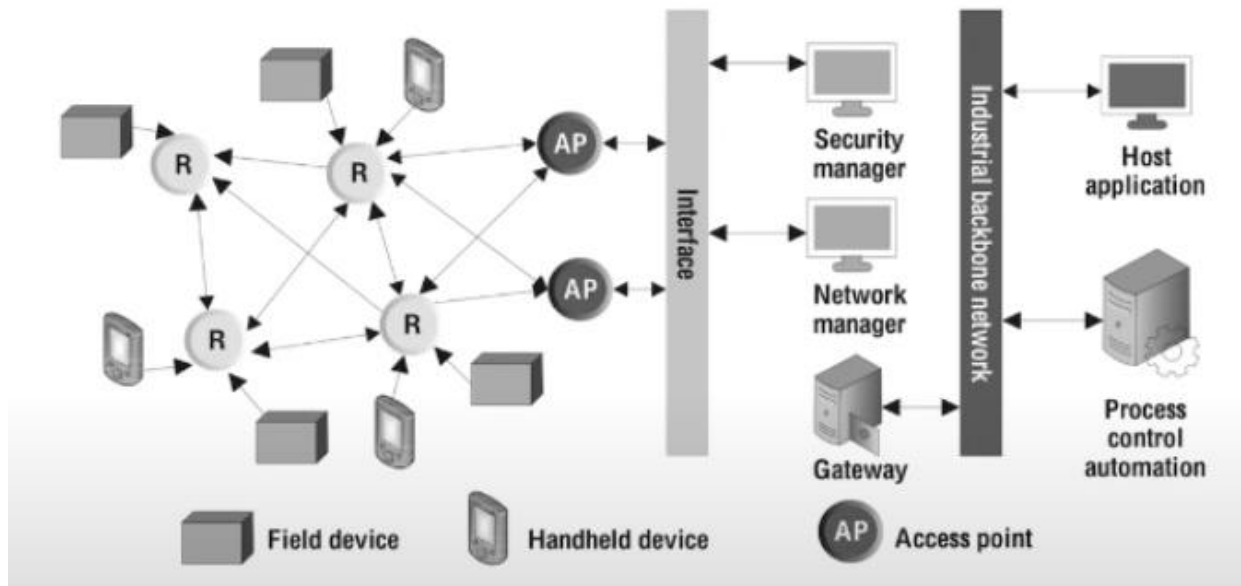 R
R
R
R
AP
AP
Interface
Security
manager
Network
manager
Gateway
Industrial backbone network
Host
application
Process
control
automation
Field device
Handheld device
AP
Access point